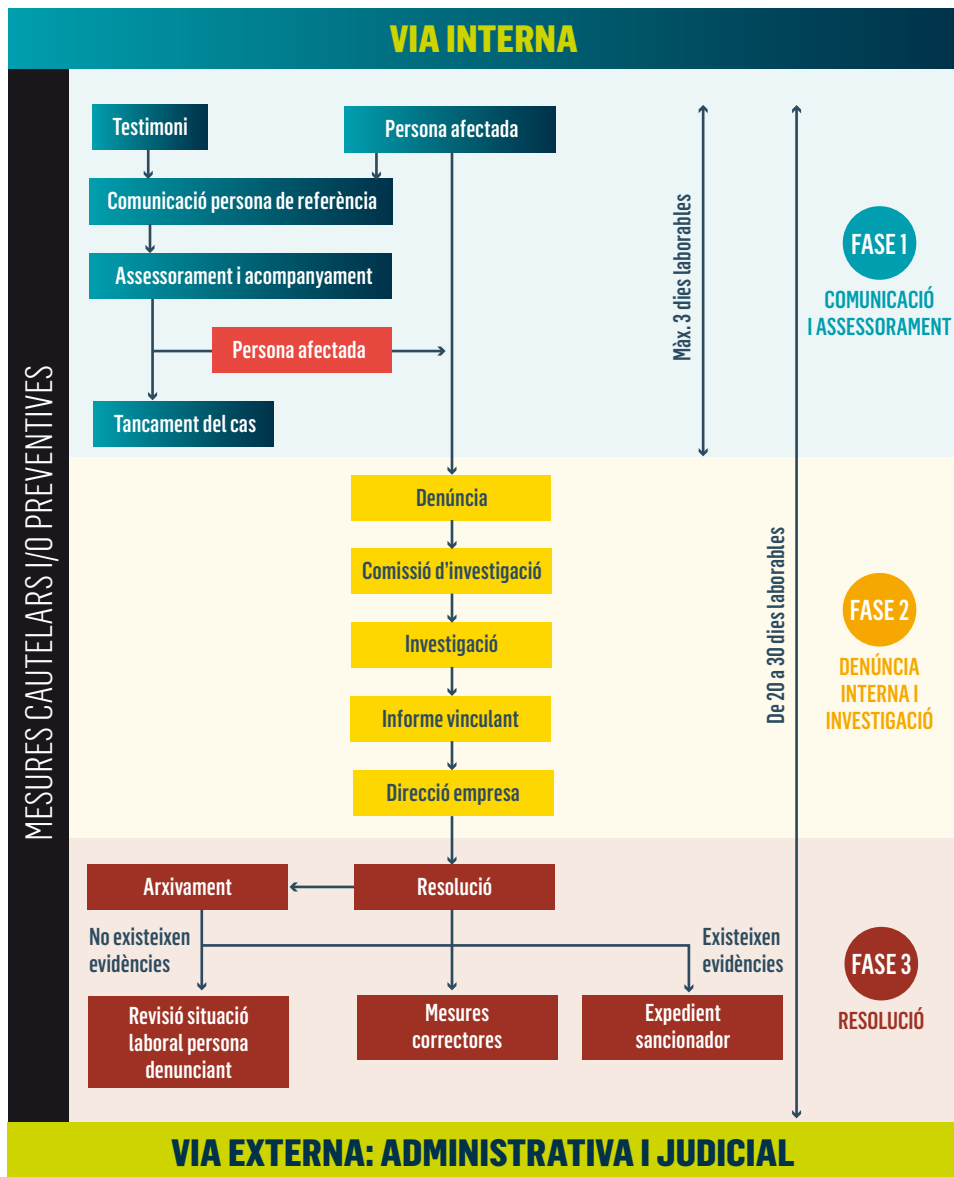 VIA INTERNA
MESURES CAUTELARS I/O PREVENTIVES
Testimoni
Persona afectada
Comunicació persona de referència
Assessorament i acompanyament
Persona afectada
Tancament del cas
Màx. 3 dies laborables
FASE 1
COMUNICACIÓ
I ASSESSORAMENT
Denúncia
Comissió d'investigació
Investigació
Informe vinculant
Direcció empresa
De 20 a 30 dies laborables
FASE 2
DENÚNCIA
INTERNA I
INVESTIGACIÓ
Arxivament
Resolució
No existeixen
evidències
Existeixen
evidències
Revisió situació
laboral persona
denunciant
Mesures
correctores
Expedient
sancionador
FASE 3
RESOLUCIÓ
VIA EXTERNA: ADMINISTRATIVA I JUDICIAL